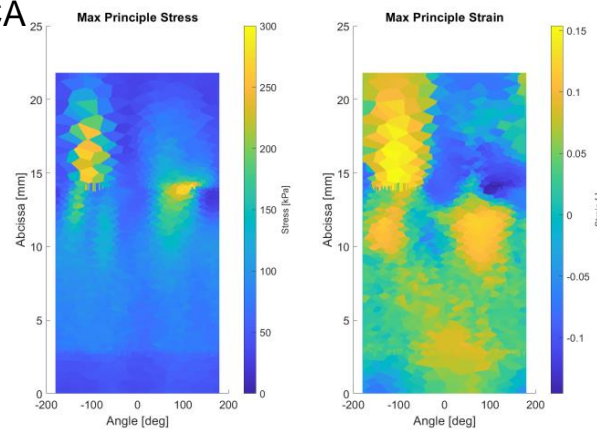 CA
Max Principle Stress
Max Principle Strain
25
20
15
10
5
0
Abcissa [mm]
-200 -100 0 100 200
Angle [deg]
300
250
200
150
100
50
0
Stress [kPa]
25
20
15
10
5
0
Abcissa [mm]
-200 -100 0 100 200
Angle [deg]
0.15
0.1
0.05
0
-0.05
-0.1